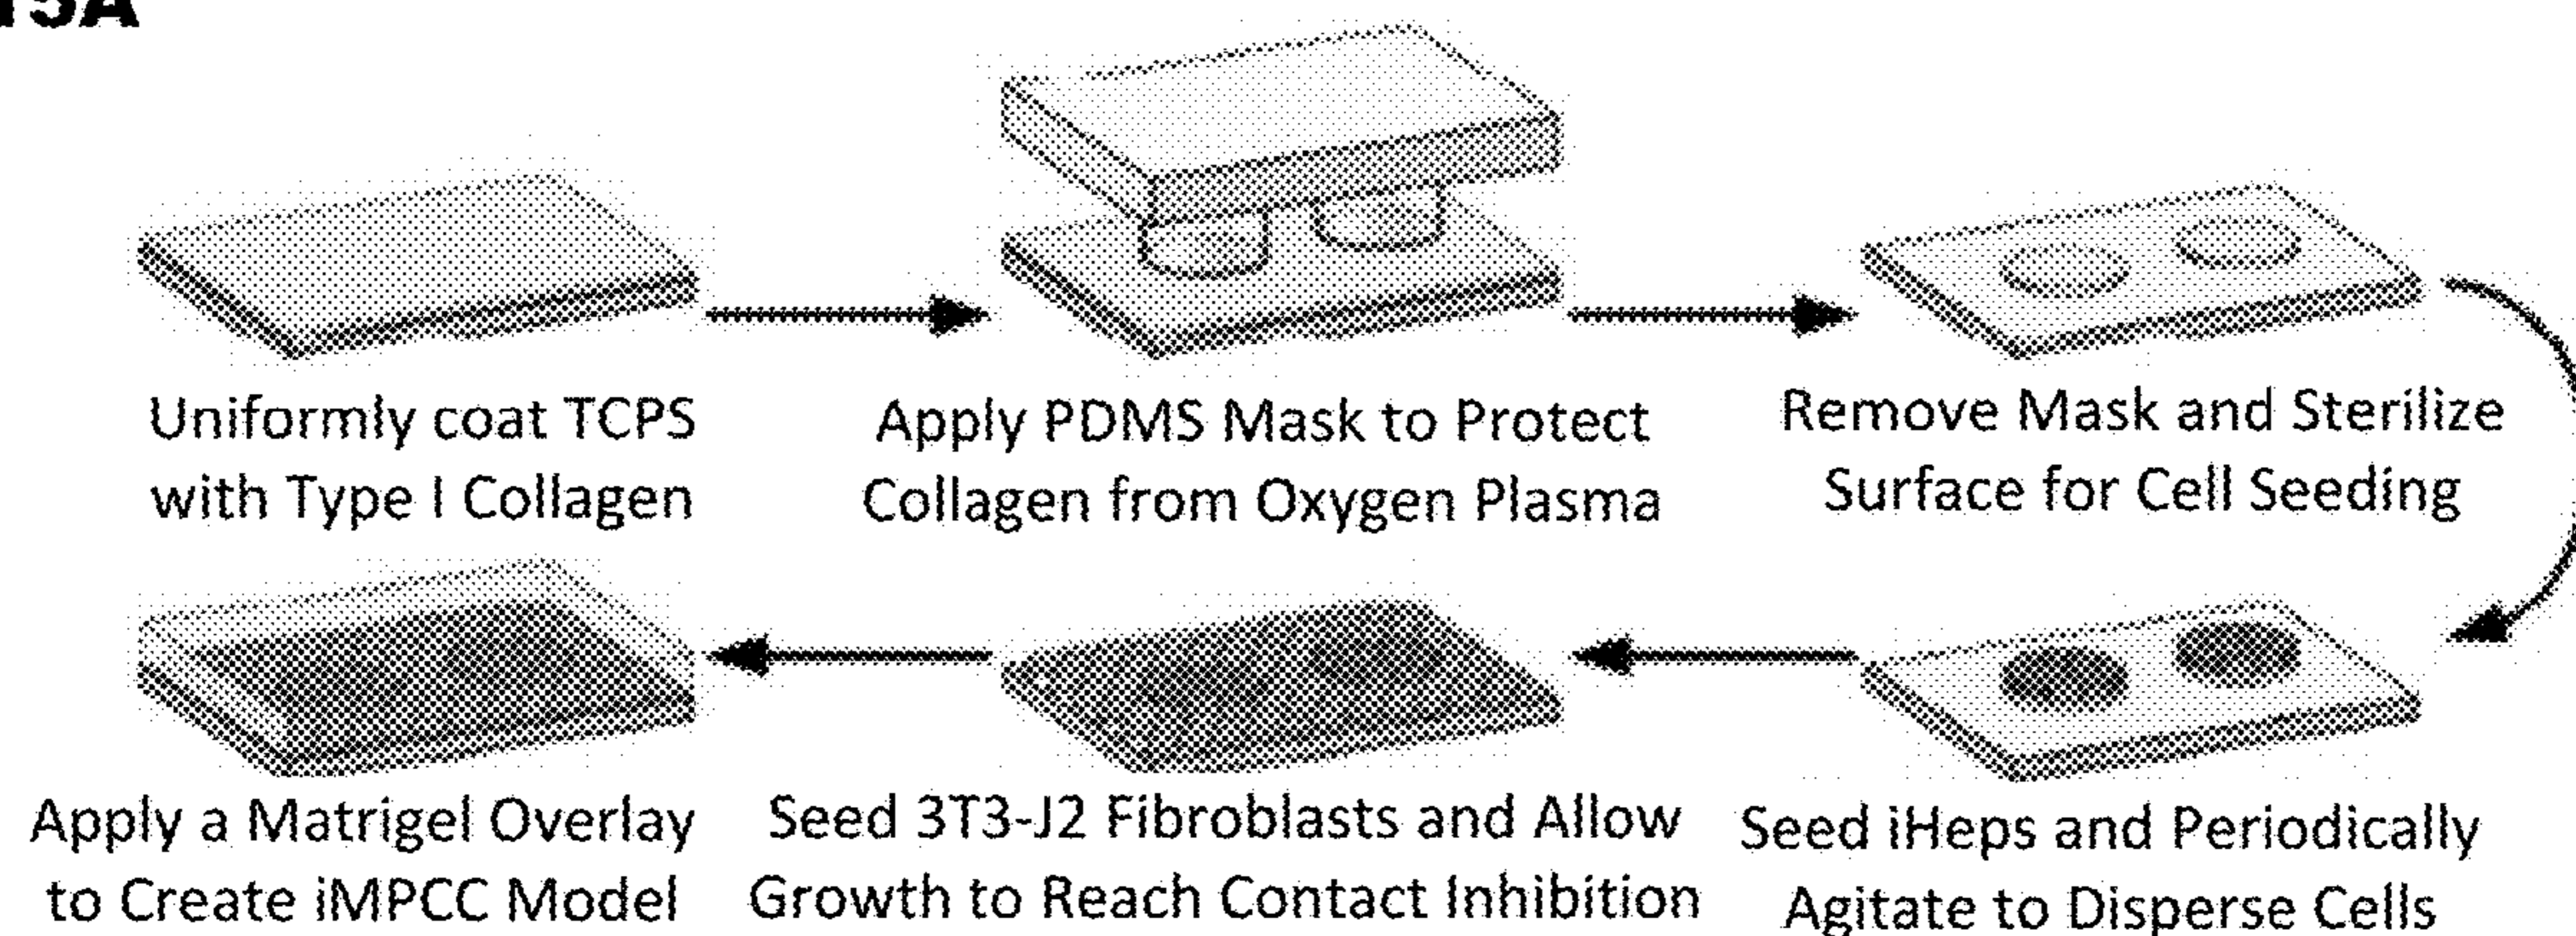 15A
Uniformly coat TCPS
with Type I Collagen
Apply PDMS Mask to Protect
Collagen from Oxygen Plasma
Remove Mask and Sterilize
Surface for Cell Seeding
Seed iHeps and Periodically
Agitate to Disperse Cells
Seed 3T3-J2 Fibroblasts and Allow
Growth to Reach Contact Inhibition
Apply a Matrigel Overlay
to Create iMPCC Model